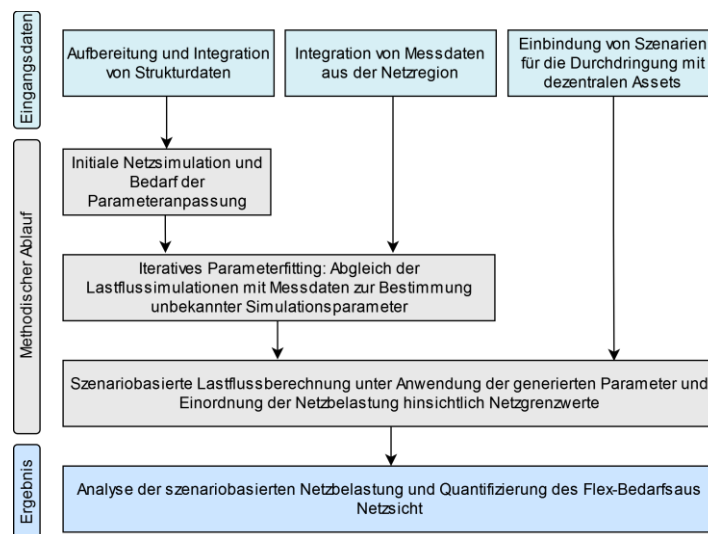 Eingangsdaten
Aufbereitung und Integration
von Strukturdaten
Integration von Messdaten
aus der Netzregion
Einbindung von Szenarien
für die Durchdringung mit
dezentralen Assets
Methodischer Ablauf
Initiale Netzsimulation und
Bedarf der
Parameteranpassung
Iteratives Parameterfitting: Abgleich der
Lastflussimulationen mit Messdaten zur Bestimmung
unbekannter Simulationsparameter
Szenariobasierte Lastflussberechnung unter Anwendung der generierten Parameter und
Einordnung der Netzbelastung hinsichtlich Netzgrenzwerte
Ergebnis
Analyse der szenariobasierten Netzbelastung und Quantifizierung des Flex-Bedarfsaus
Netzsicht